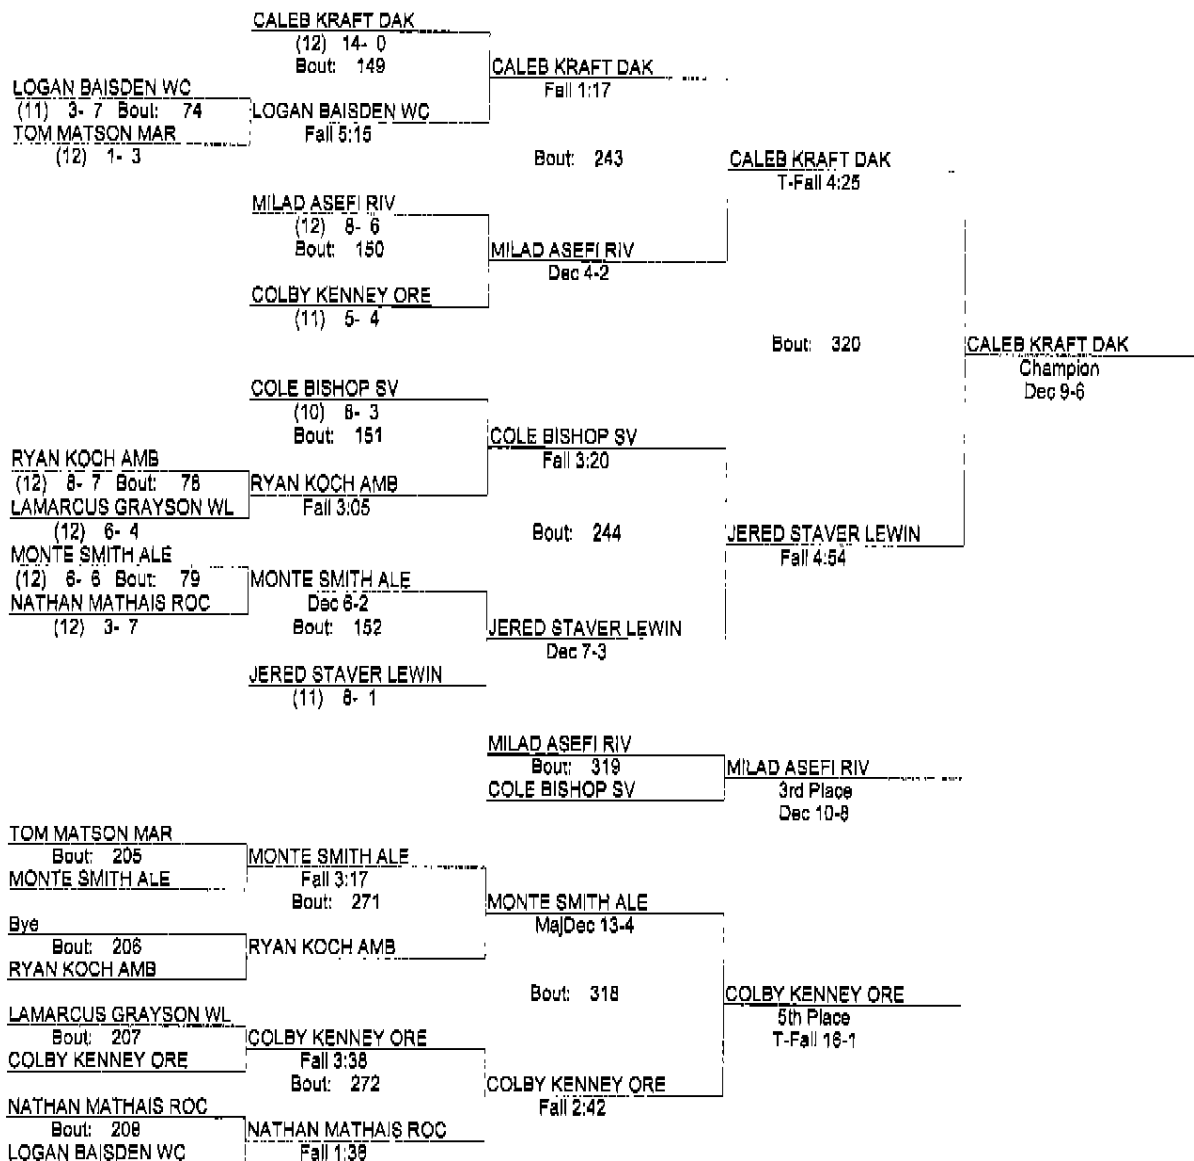 CALEB KRAFT DAK
(12) 14- 0
Bout: 149
CALEB KRAFT DAK
Fall 1:17
LOGAN BAISDEN WC
(11) 3- 7 Bout: 74
LOGAN BAISDEN WC
Fall 5:15
TOM MATSON MAR
(12) 1- 3
Bout: 243
CALEB KRAFT DAK
T-Fall 4:25
MILAD ASEFI RIV
(12) 8- 6
Bout: 150
MILAD ASEFI RIV
Dec 4-2
COLBY KENNEY ORE
(11) 5- 4
Bout: 320
CALEB KRAFT DAK
Champion
Dec 9-6
COLE BISHOP SV
(10) 6- 3
Bout: 151
COLE BISHOP SV
Fall 3:20
RYAN KOCH AMB
(12) 8- 7 Bout: 78
RYAN KOCH AMB
Fall 3:05
LAMARCUS GRAYSON WL
(12) 6- 4
Bout: 244
JERED STAVER LEWIN
Fall 4:54
MONTE SMITH ALE
(12) 6- 6 Bout: 79
MONTE SMITH ALE
Dec 6-2
Bout: 152
NATHAN MATHAIS ROC
(12) 3- 7
JERED STAVER LEWIN
Dec 7-3
JERED STAVER LEWIN
(11) 8- 1
MILAD ASEFI RIV
Bout: 319
COLE BISHOP SV
MILAD ASEFI RIV
3rd Place
Dec 10-8
TOM MATSON MAR
Bout: 205
MONTE SMITH ALE
MONTE SMITH ALE
Fall 3:17
Bout: 271
MONTE SMITH ALE
MajDec 13-4
Bye
Bout: 206
RYAN KOCH AMB
RYAN KOCH AMB
Bout: 318
COLBY KENNEY ORE
5th Place
T-Fall 16-1
LAMARCUS GRAYSON WL
Bout: 207
COLBY KENNEY ORE
COLBY KENNEY ORE
Fall 3:38
Bout: 272
COLBY KENNEY ORE
Fall 2:42
NATHAN MATHAIS ROC
Bout: 208
LOGAN BAISDEN WC
NATHAN MATHAIS ROC
Fall 1:38